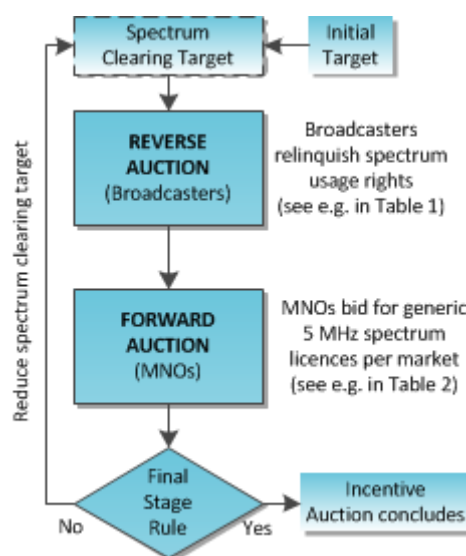 Spectrum
Clearing Target
Initial
Target
REVERSE
AUCTION
(Broadcasters)
Broadcasters
relinquish spectrum
usage rights
(see e.g. in Table 1)
Reduce spectrum clearing target
FORWARD
AUCTION
(MNOs)
MNOs bid for generic
5 MHz spectrum
licences per market
(see e.g. in Table 2)
Final
Stage
Rule
No
Yes
Incentive
Auction concludes